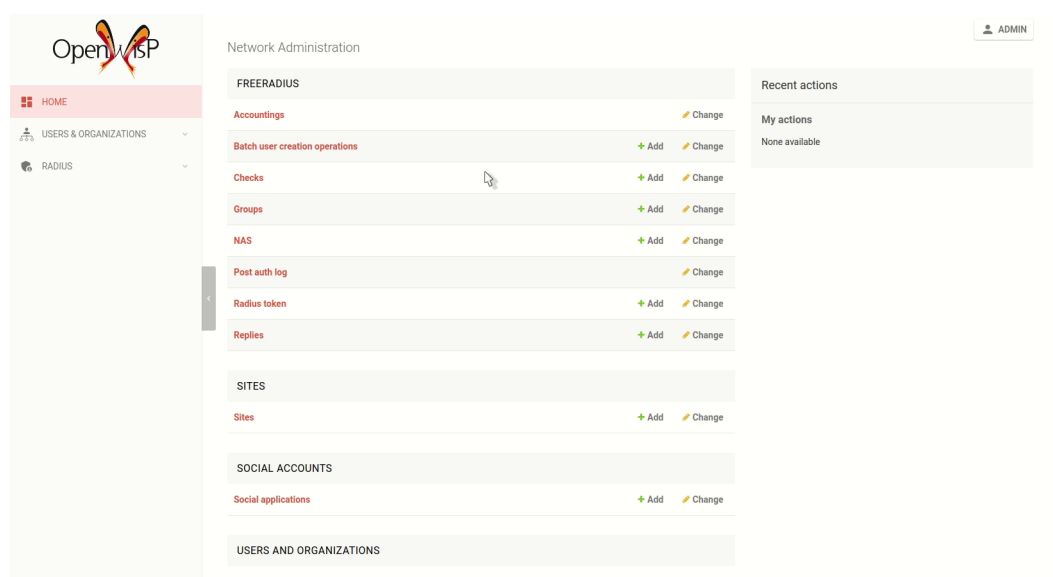 OpenWISP
ADMIN
HOME
USERS & ORGANIZATIONS
RADIUS
Network Administration
FREERADIUS
Accountings Change
Batch user creation operations Add Change
Checks Add Change
Groups Add Change
NAS Add Change
Post auth log Change
Radius token Add Change
Replies Add Change
SITES
Sites Add Change
SOCIAL ACCOUNTS
Social applications Add Change
USERS AND ORGANIZATIONS
Recent actions
My actions
None available